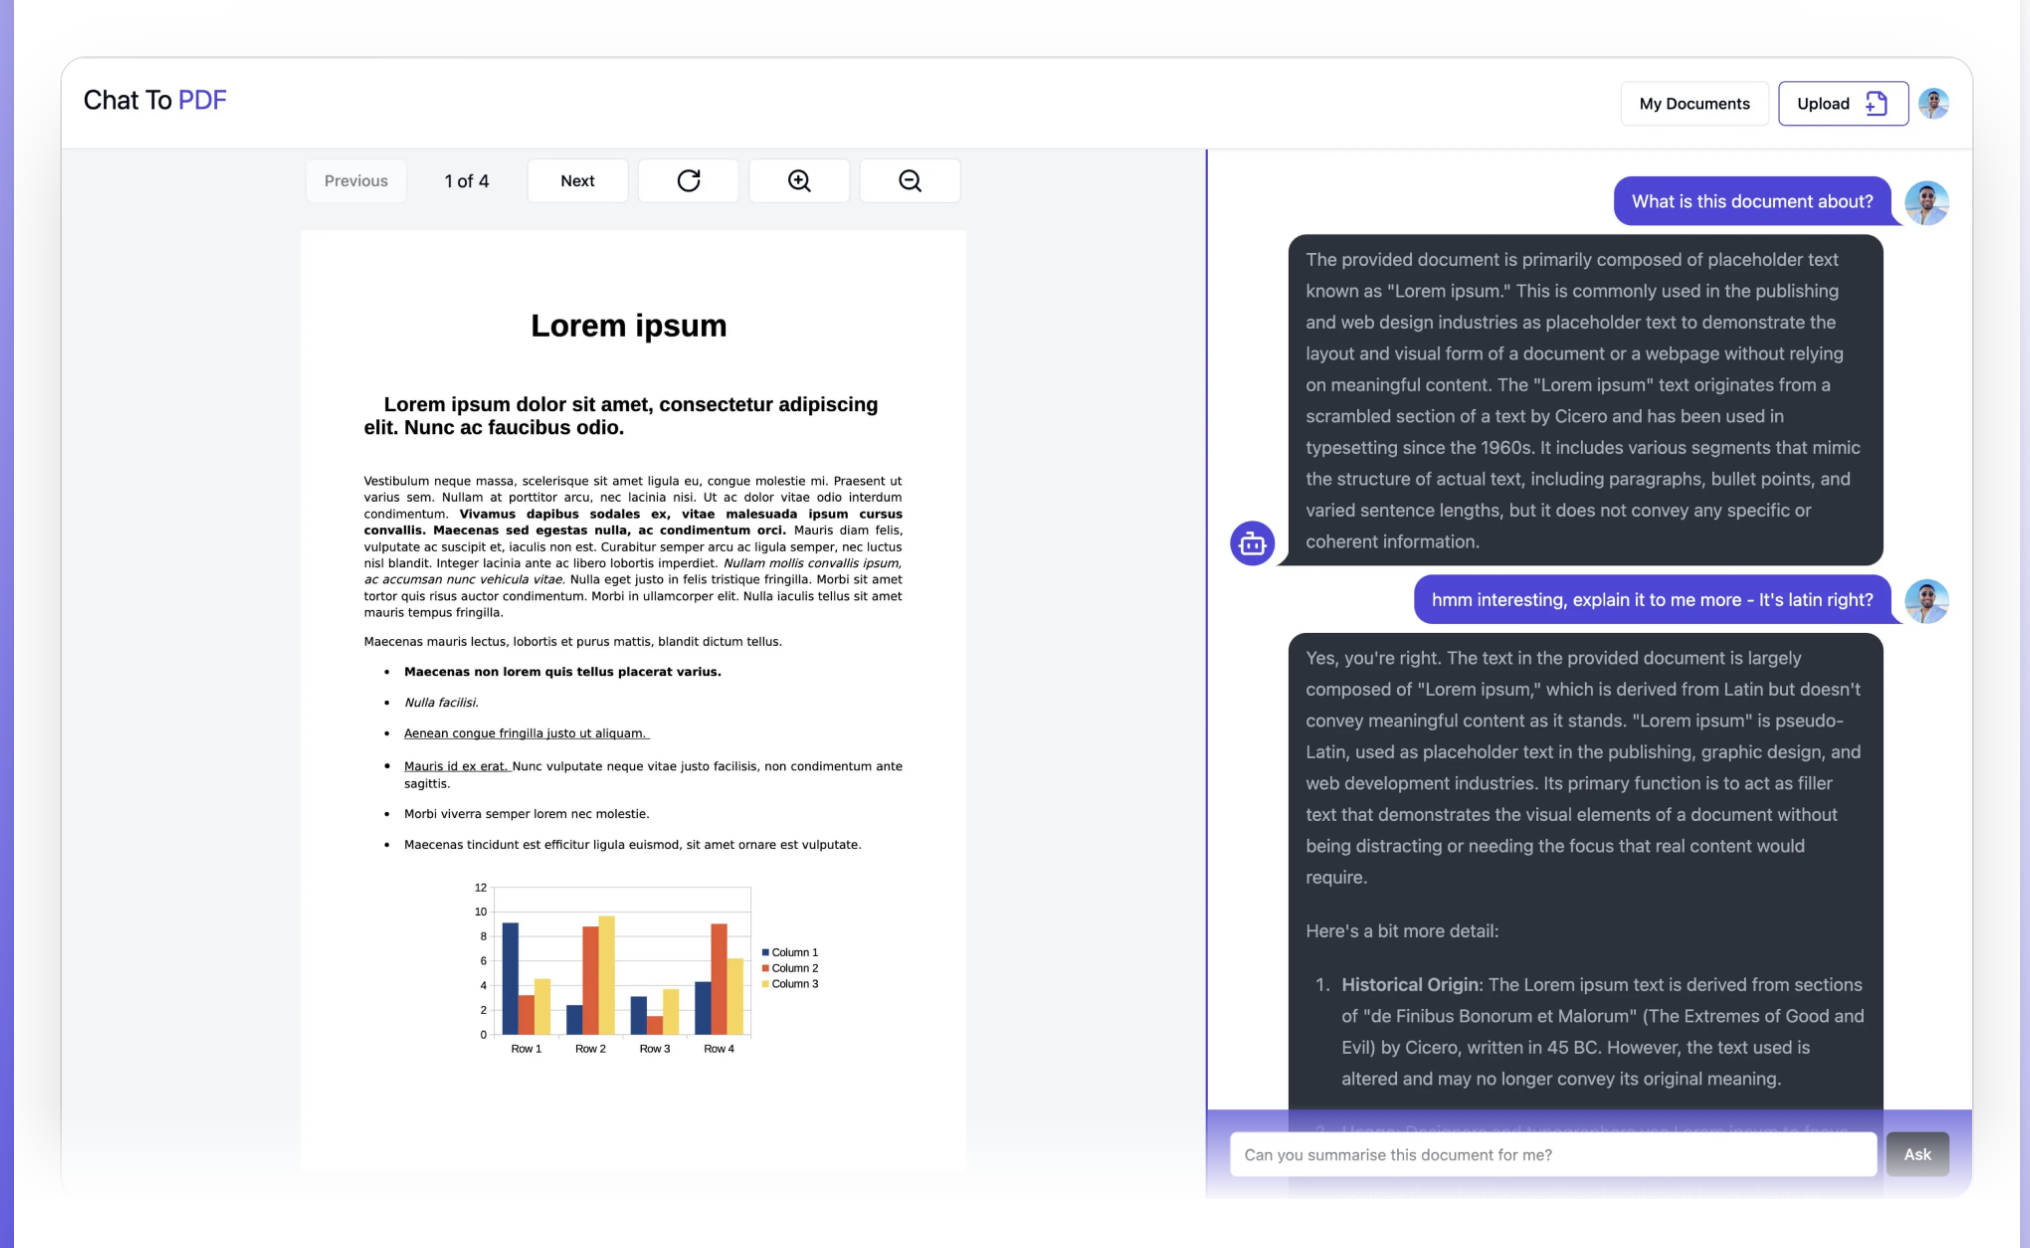 Chat To PDF
My Documents
Upload
Previous
1 of 4
Next
Lorem ipsum
Lorem ipsum dolor sit amet, consectetur adipiscing
elit. Nunc ac faucibus odio.
Vestibulum neque massa, scelerisque sit amet ligula eu, congue molestie mi. Praesent ut
varius sem. Nullam at porttitor arcu, nec lacinia nisi. Ut ac dolor vitae odio interdum
condimentum. Vivamus dapibus sodales ex, vitae malesuada ipsum cursus
convallis. Maecenas sed egestas nulla, ac condimentum orci. Mauris diam felis,
vulputate ac suscipit et, iaculis non est. Curabitur semper arcu ac ligula semper, nec luctus
nisl blandit. Integer lacinia ante ac libero lobortis imperdiet. Nullam mollis convallis ipsum,
ac accumsan nunc vehicula vitae. Nulla eget justo in felis tristique fringilla. Morbi sit amet
tortor quis risus auctor condimentum. Morbi in ullamcorper elit. Nulla iaculis tellus sit amet
mauris tempus fringilla.
Maecenas mauris lectus, lobortis et purus mattis, blandit dictum tellus.
• Maecenas non lorem quis tellus placerat varius.
• Nulla facilisi.
• Aenean congue fringilla justo ut aliquam.
• Mauris id ex erat. Nunc vulputate neque vitae justo facilisis, non condimentum ante
sagittis.
• Morbi viverra semper lorem nec molestie.
• Maecenas tincidunt est efficitur ligula euismod, sit amet ornare est vulputate.
12
10
8
6
4
2
0
Row 1
Row 2
Row 3
Row 4
Column 1
Column 2
Column 3
What is this document about?
The provided document is primarily composed of placeholder text
known as "Lorem ipsum." This is commonly used in the publishing
and web design industries as placeholder text to demonstrate the
layout and visual form of a document or a webpage without relying
on meaningful content. The "Lorem ipsum" text originates from a
scrambled section of a text by Cicero and has been used in
typesetting since the 1960s. It includes various segments that mimic
the structure of actual text, including paragraphs, bullet points, and
varied sentence lengths, but it does not convey any specific or
coherent information.
hmm interesting, explain it to me more - It's latin right?
Yes, you're right. The text in the provided document is largely
composed of "Lorem ipsum," which is derived from Latin but doesn't
convey meaningful content as it stands. "Lorem ipsum" is pseudo-
Latin, used as placeholder text in the publishing, graphic design, and
web development industries. Its primary function is to act as filler
text that demonstrates the visual elements of a document without
being distracting or needing the focus that real content would
require.
Here's a bit more detail:
1. Historical Origin: The Lorem ipsum text is derived from sections
of "de Finibus Bonorum et Malorum" (The Extremes of Good and
Evil) by Cicero, written in 45 BC. However, the text used is
altered and may no longer convey its original meaning.
Can you summarise this document for me?
Ask